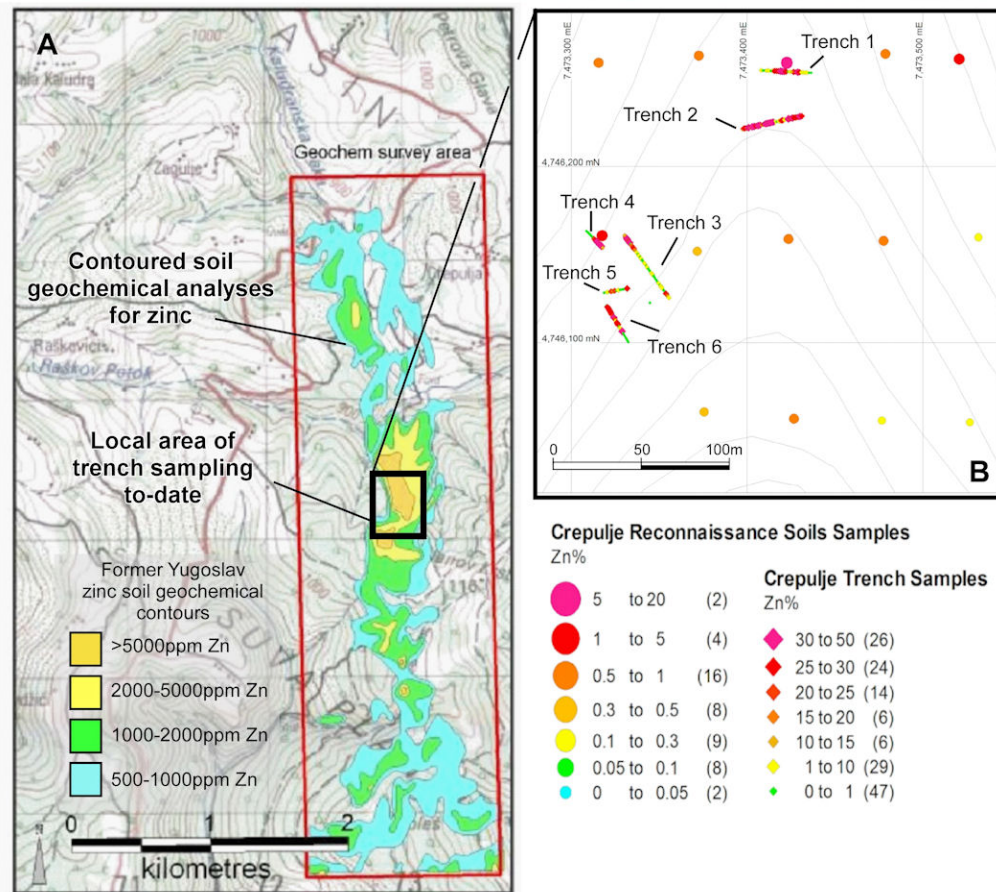 A
1000
Petrovia Glava
Kaludranska
Geochem survey area
Zagulje
900
1100
Contoured soil
geochemical analyses
for zinc
Raškov Potok
Local area of
trench sampling
to-date
Former Yugoslav
zinc soil geochemical
contours
>5000ppm Zn
2000-5000ppm Zn
1000-2000ppm Zn
500-1000ppm Zn
N
0 1 2
kilometres
7,473,300 mE
7,473,400 mE
7,473,500 mE
Trench 1
Trench 2
4,746,200 mN
Trench 4
Trench 3
Trench 5
4,746,100 mN
Trench 6
0 50 100m
B
Crepulje Reconnaissance Soils Samples
Zn%
5 to 20 (2)
1 to 5 (4)
0.5 to 1 (16)
0.3 to 0.5 (8)
0.1 to 0.3 (9)
0.05 to 0.1 (8)
0 to 0.05 (2)
Crepulje Trench Samples
Zn%
30 to 50 (26)
25 to 30 (24)
20 to 25 (14)
15 to 20 (6)
10 to 15 (6)
1 to 10 (29)
0 to 1 (47)